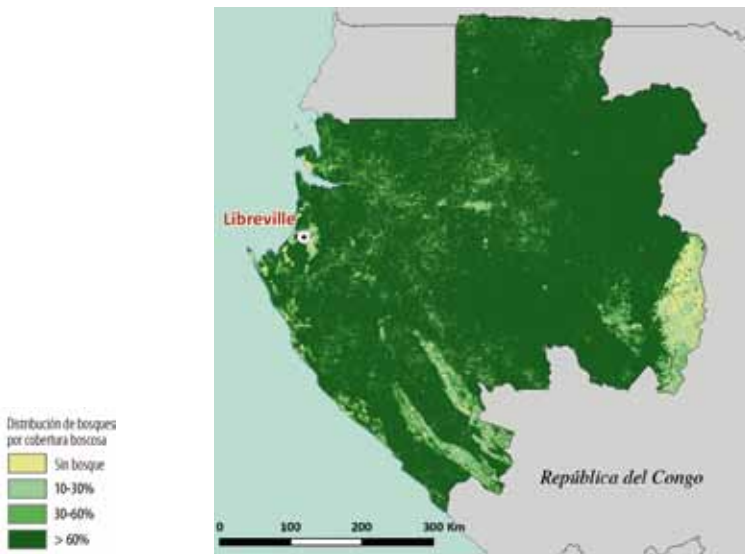 Libreville
República del Congo
0 100 200 300 Km
Distribución de bosques
por cobertura boscosa
Sin bosque
10-30%
30-60%
> 60%